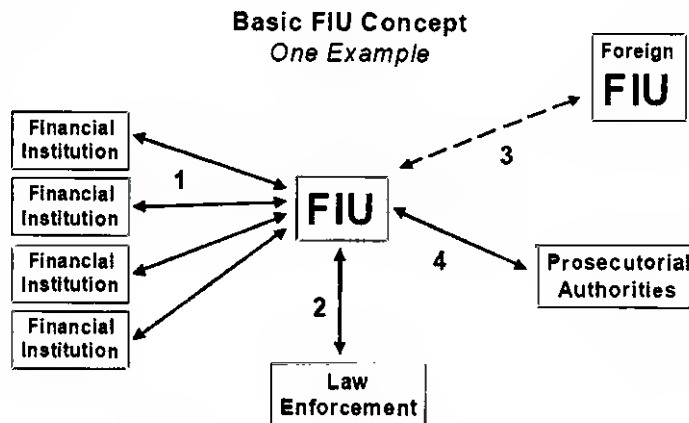 Basic FIU Concept
One Example
Foreign
FIU
Financial
Institution
Financial
Institution
Financial
Institution
Financial
Institution
1
FIU
3
4
Prosecutorial
Authorities
2
Law
Enforcement